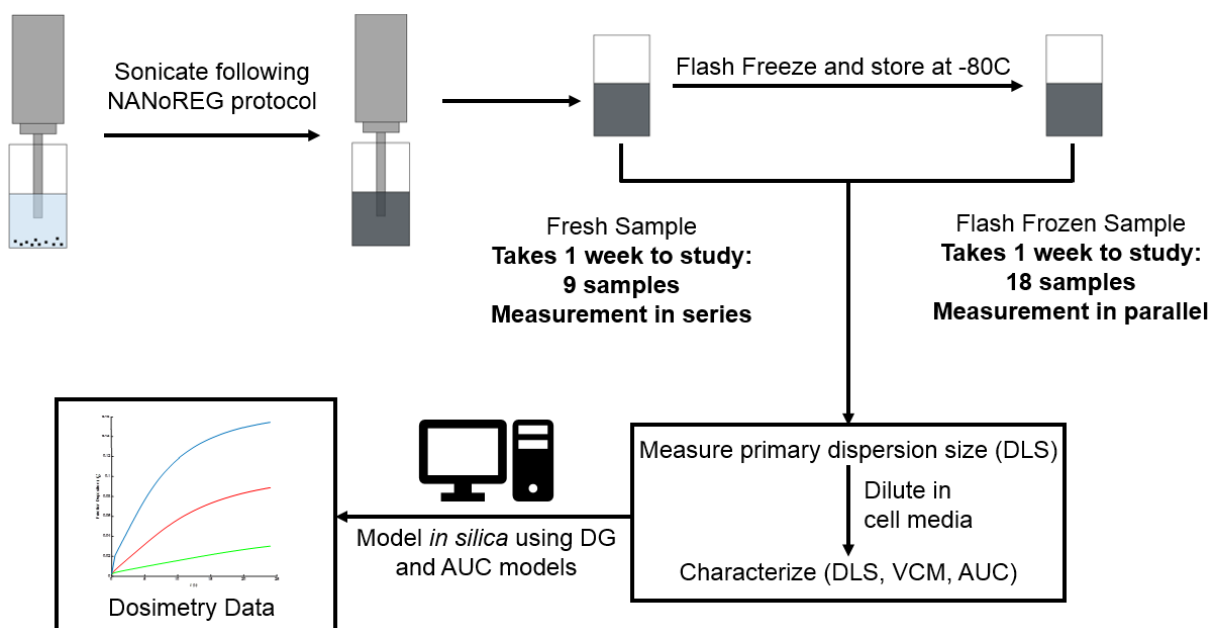 Sonicate following
NANoREG protocol
Flash Freeze and store at -80C
Fresh Sample
Takes 1 week to study:
9 samples
Measurement in series
Flash Frozen Sample
Takes 1 week to study:
18 samples
Measurement in parallel
Measure primary dispersion size (DLS)
Dilute in
cell media
Characterize (DLS, VCM, AUC)
Model in silica using DG
and AUC models
Dosimetry Data